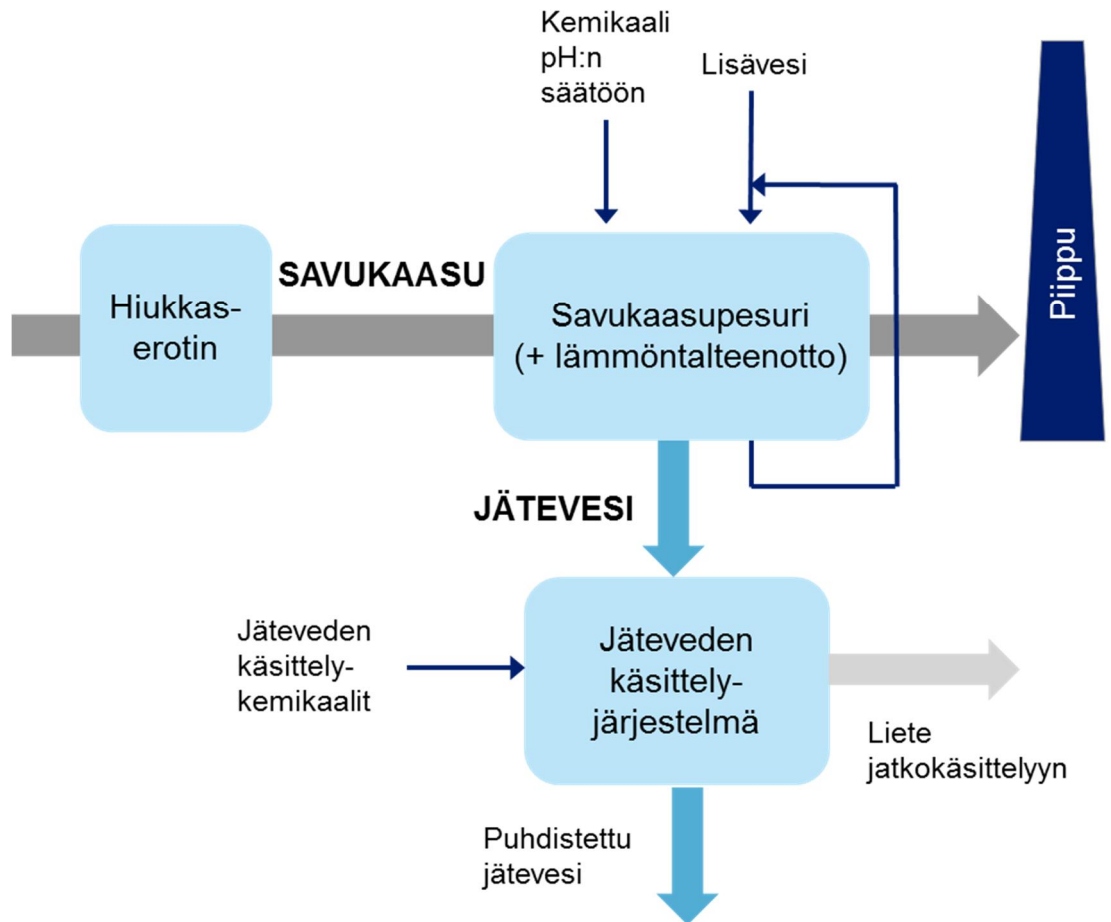 Kemikaali
pH:n
säätöön
Lisävesi
Hiukkas-
erotin
SAVUKAASU
Savukaasupesuri
(+ lämmöntalteenotto)
Piippu
JÄTEVESI
Jäteveden
käsittely-
kemikaalit
Jäteveden
käsittely-
järjestelmä
Liete
jatkokäsittelyyn
Puhdistettu
jätevesi